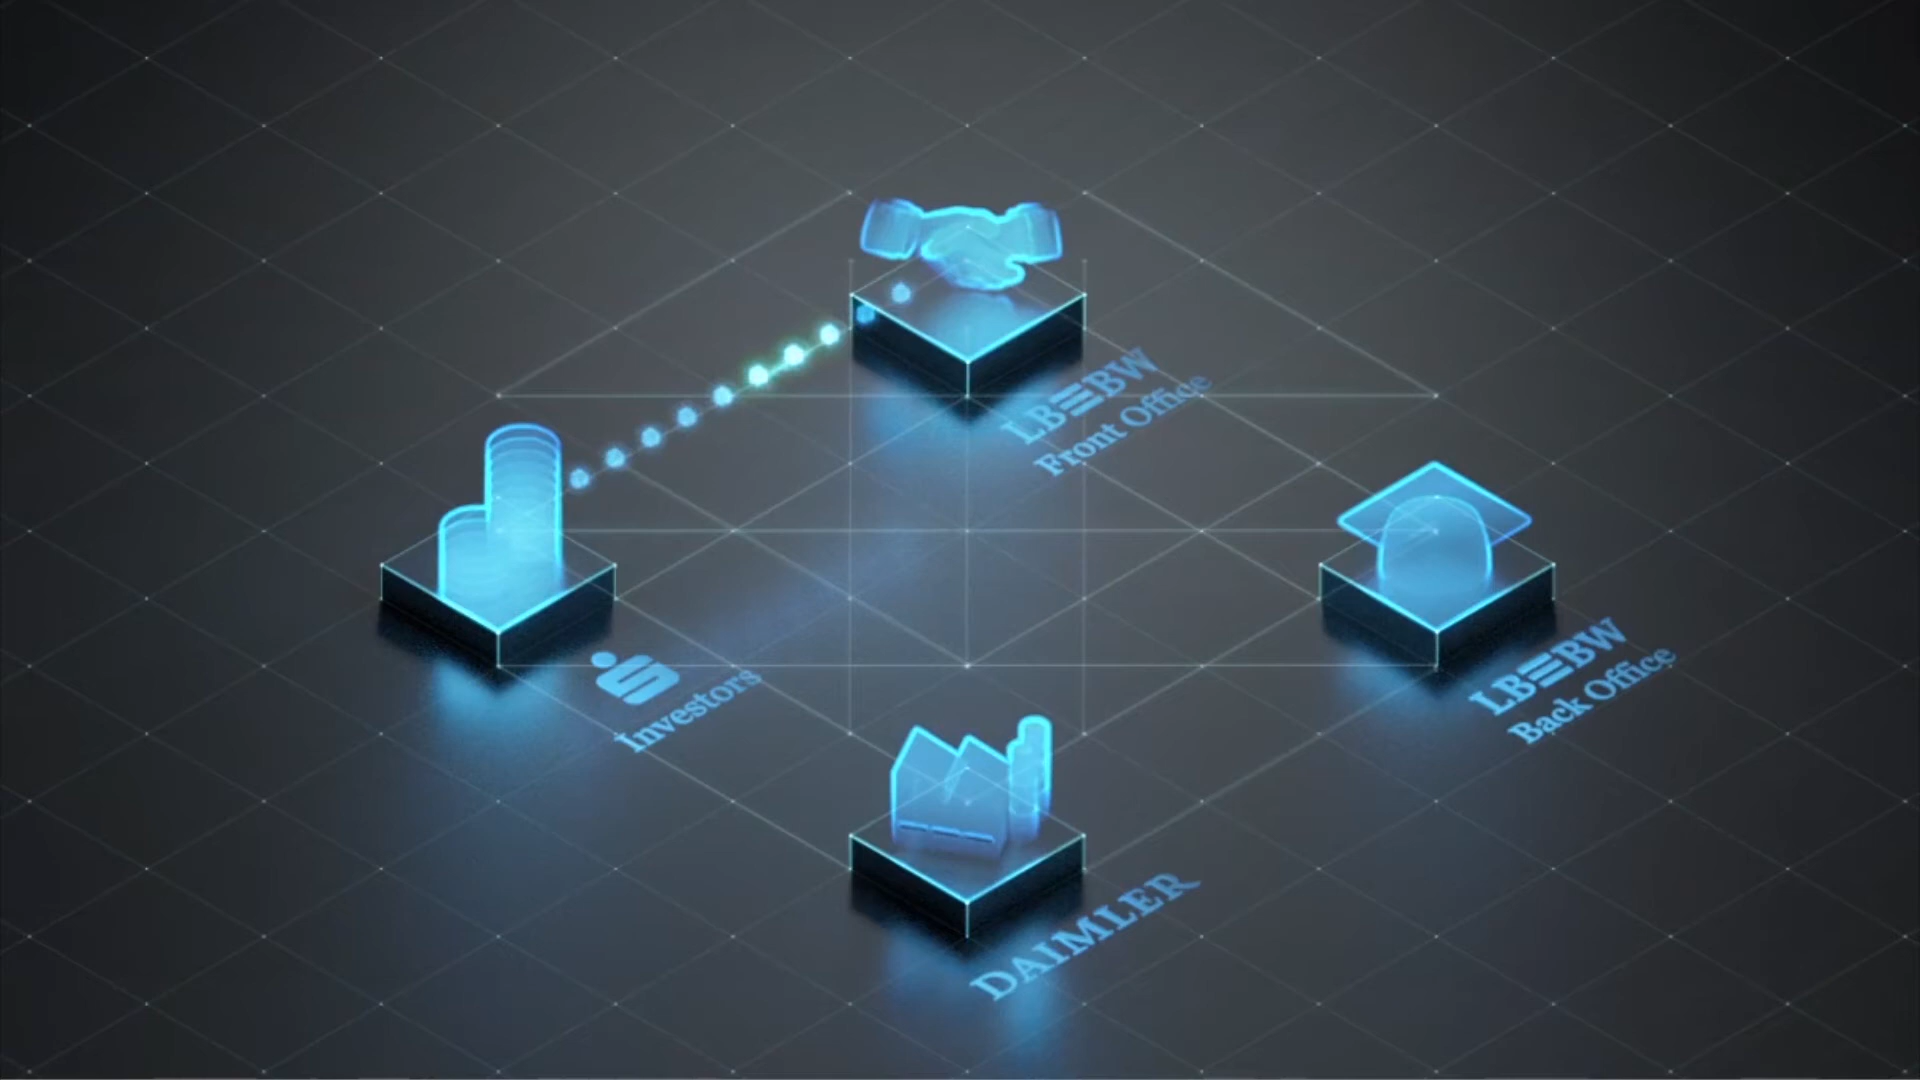 LBBW
Front Office
Investors
LBBW
Back Office
DAIMLER